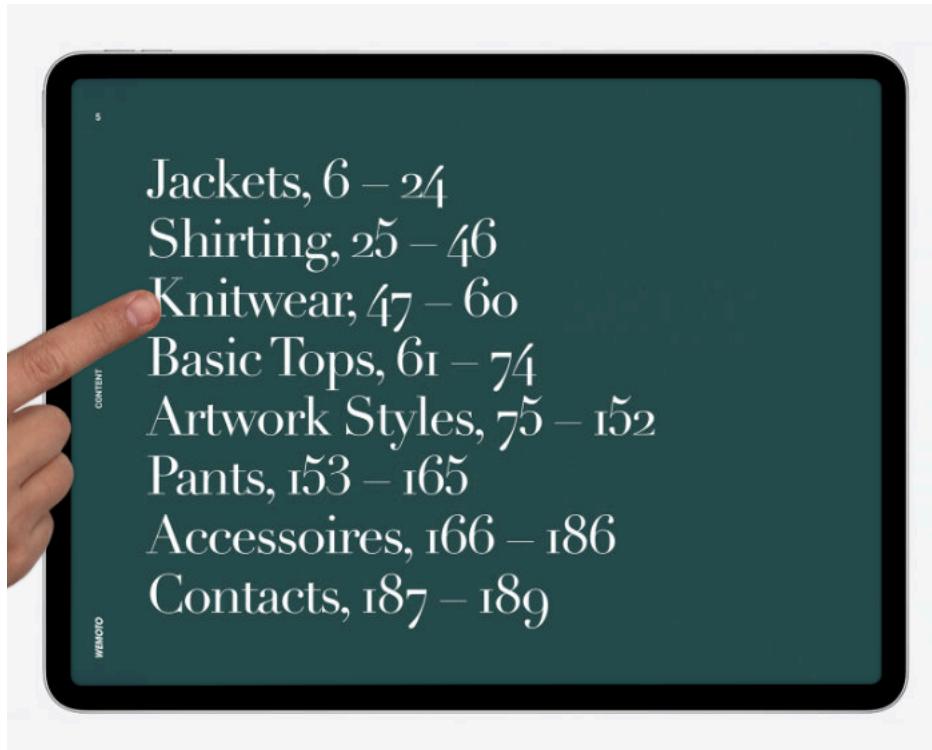 5
Jackets, 6 – 24
Shirting, 25 – 46
Knitwear, 47 – 60
Basic Tops, 61 – 74
Artwork Styles, 75 – 152
Pants, 153 – 165
Accessoires, 166 – 186
Contacts, 187 – 189
CONTENT
WEMOTO